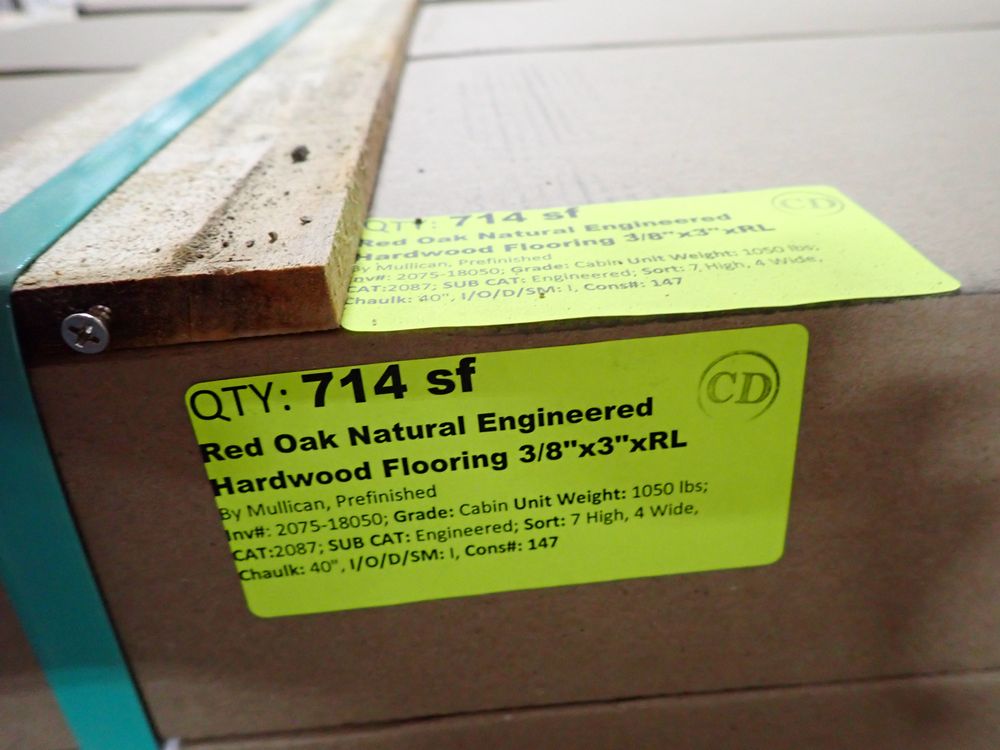 QTY: 714 sf
CD
Red Oak Natural Engineered
Hardwood Flooring 3/8"x3"xRL
By Mullican, Prefinished
Inv#: 2075-18050; Grade: Cabin Unit Weight: 1050 lbs;
CAT:2087; SUB CAT: Engineered; Sort: 7 High, 4 Wide,
Chaulk: 40", I/O/D/SM: I, Cons#: 147
QTY: 714 sf
CD
Red Oak Natural Engineered
Hardwood Flooring 3/8"x3"xRL
By Mullican, Prefinished
Inv#: 2075-18050; Grade: Cabin Unit Weight: 1050 lbs;
CAT:2087; SUB CAT: Engineered; Sort: 7 High, 4 Wide,
Chaulk: 40", I/O/D/SM: I, Cons#: 147